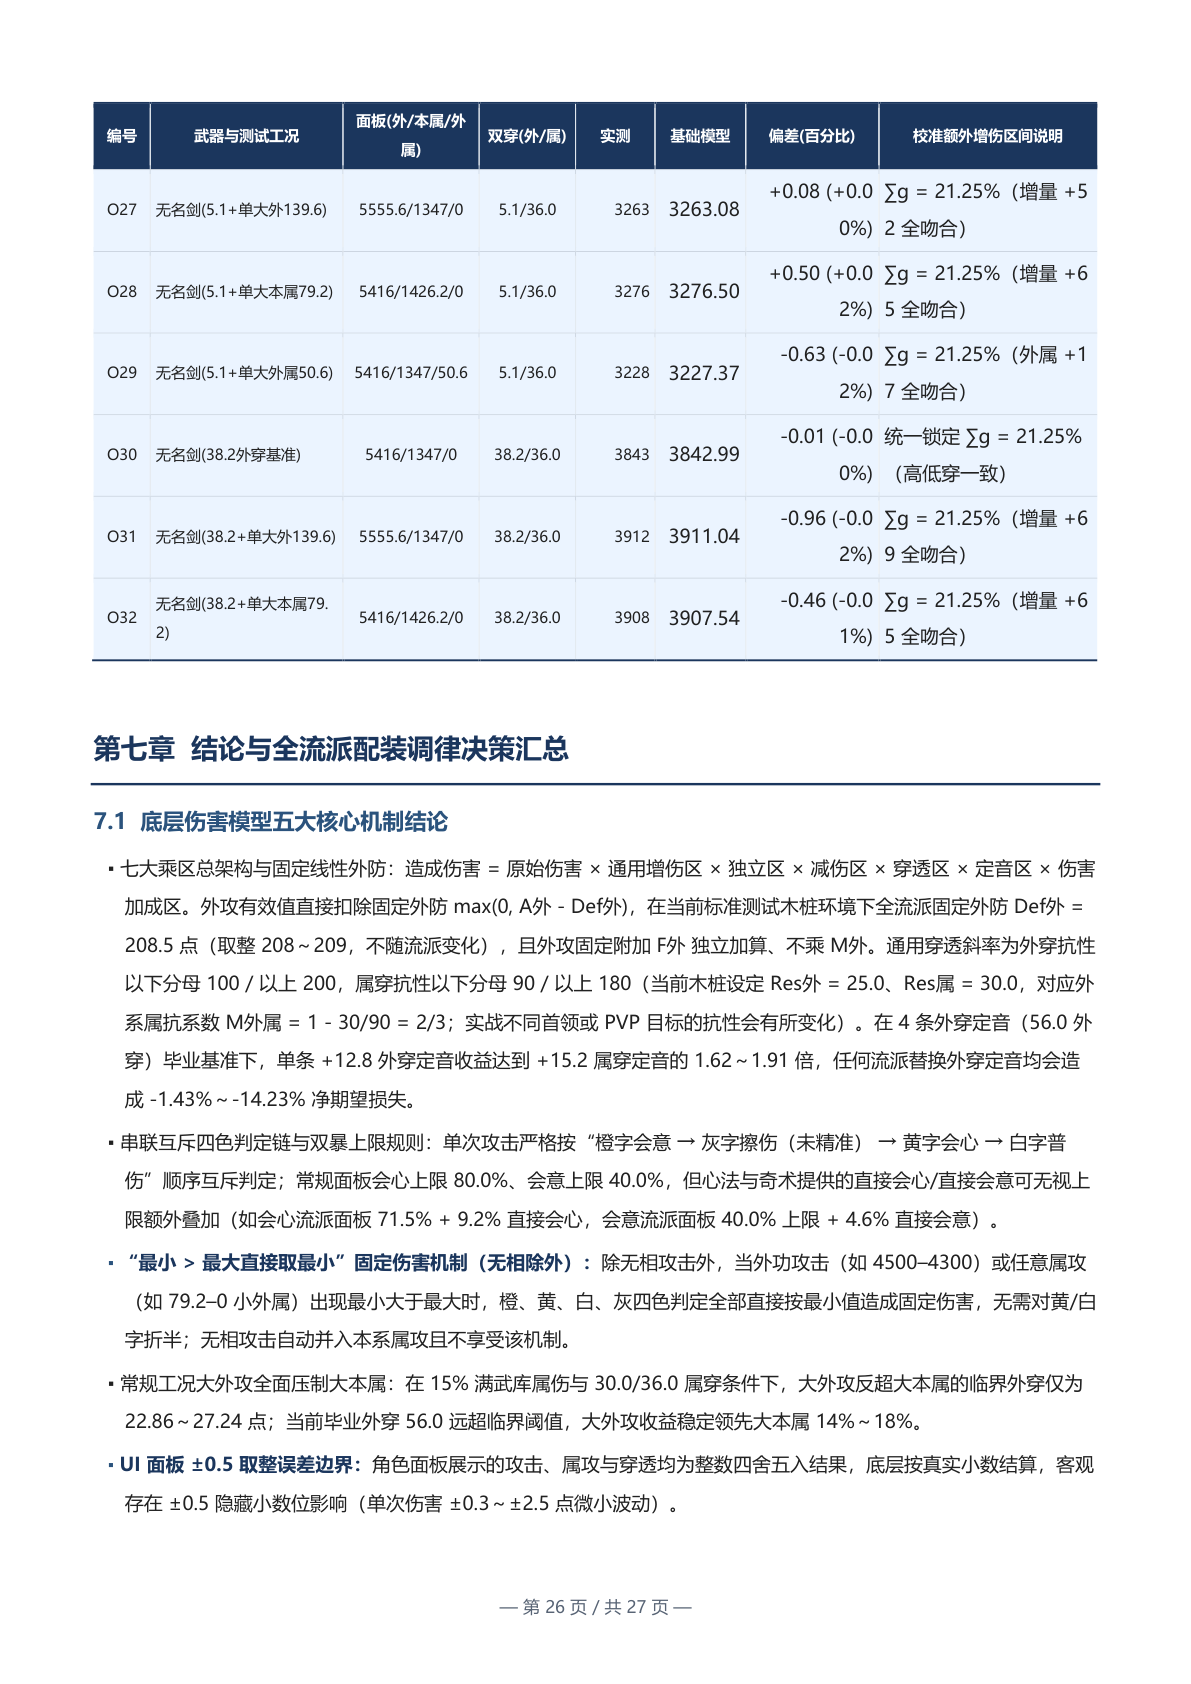 编号 武器与测试工况 面板(外/本属/外属) 双穿(外/属) 实测 基础模型 偏差(百分比) 校准额外增伤区间说明
O27 无名剑(5.1+单大外139.6) 5555.6/1347/0 5.1/36.0 3263 3263.08 +0.08 (+0.00%) ∑g = 21.25%（增量 +52 全吻合）
O28 无名剑(5.1+单大本属79.2) 5416/1426.2/0 5.1/36.0 3276 3276.50 +0.50 (+0.02%) ∑g = 21.25%（增量 +65 全吻合）
O29 无名剑(5.1+单大外属50.6) 5416/1347/50.6 5.1/36.0 3228 3227.37 -0.63 (-0.02%) ∑g = 21.25%（外属 +17 全吻合）
O30 无名剑(38.2外穿基准) 5416/1347/0 38.2/36.0 3843 3842.99 -0.01 (-0.00%) 统一锁定 ∑g = 21.25%（高低穿一致）
O31 无名剑(38.2+单大外139.6) 5555.6/1347/0 38.2/36.0 3912 3911.04 -0.96 (-0.02%) ∑g = 21.25%（增量 +69 全吻合）
O32 无名剑(38.2+单大本属79.2) 5416/1426.2/0 38.2/36.0 3908 3907.54 -0.46 (-0.01%) ∑g = 21.25%（增量 +65 全吻合）
第七章 结论与全流派配装调律决策汇总
7.1 底层伤害模型五大核心机制结论
▪ 七大乘区总架构与固定线性外防：造成伤害 = 原始伤害 × 通用增伤区 × 独立区 × 减伤区 × 穿透区 × 定音区 × 伤害
加成区。外攻有效值直接扣除固定外防 max(0, A外 - Def外)，在当前标准测试木桩环境下全流派固定外防 Def外 =
208.5 点（取整 208～209，不随流派变化），且外攻固定附加 F外 独立加算、不乘 M外。通用穿透斜率为外穿抗性
以下分母 100 / 以上 200，属穿抗性以下分母 90 / 以上 180（当前木桩设定 Res外 = 25.0、Res属 = 30.0，对应外
系属抗系数 M外属 = 1 - 30/90 = 2/3；实战不同首领或 PVP 目标的抗性会有所变化）。在 4 条外穿定音（56.0 外
穿）毕业基准下，单条 +12.8 外穿定音收益达到 +15.2 属穿定音的 1.62～1.91 倍，任何流派替换外穿定音均会造
成 -1.43%～-14.23% 净期望损失。
▪ 串联互斥四色判定链与双暴上限规则：单次攻击严格按“橙字会意 → 灰字擦伤（未精准） → 黄字会心 → 白字普
伤”顺序互斥判定；常规面板会心上限 80.0%、会意上限 40.0%，但心法与奇术提供的直接会心/直接会意可无视上
限额外叠加（如会心流派面板 71.5% + 9.2% 直接会心，会意流派面板 40.0% 上限 + 4.6% 直接会意）。
▪ “最小 > 最大直接取最小”固定伤害机制（无相除外）：除无相攻击外，当外功攻击（如 4500–4300）或任意属攻
（如 79.2–0 小外属）出现最小大于最大时，橙、黄、白、灰四色判定全部直接按最小值造成固定伤害，无需对黄/白
字折半；无相攻击自动并入本系属攻且不享受该机制。
▪ 常规工况大外攻全面压制大本属：在 15% 满武库属伤与 30.0/36.0 属穿条件下，大外攻反超大本属的临界外穿仅为
22.86～27.24 点；当前毕业外穿 56.0 远超临界阈值，大外攻收益稳定领先大本属 14%～18%。
▪ UI 面板 ±0.5 取整误差边界：角色面板展示的攻击、属攻与穿透均为整数四舍五入结果，底层按真实小数结算，客观
存在 ±0.5 隐藏小数位影响（单次伤害 ±0.3～±2.5 点微小波动）。
— 第 26 页 / 共 27 页 —